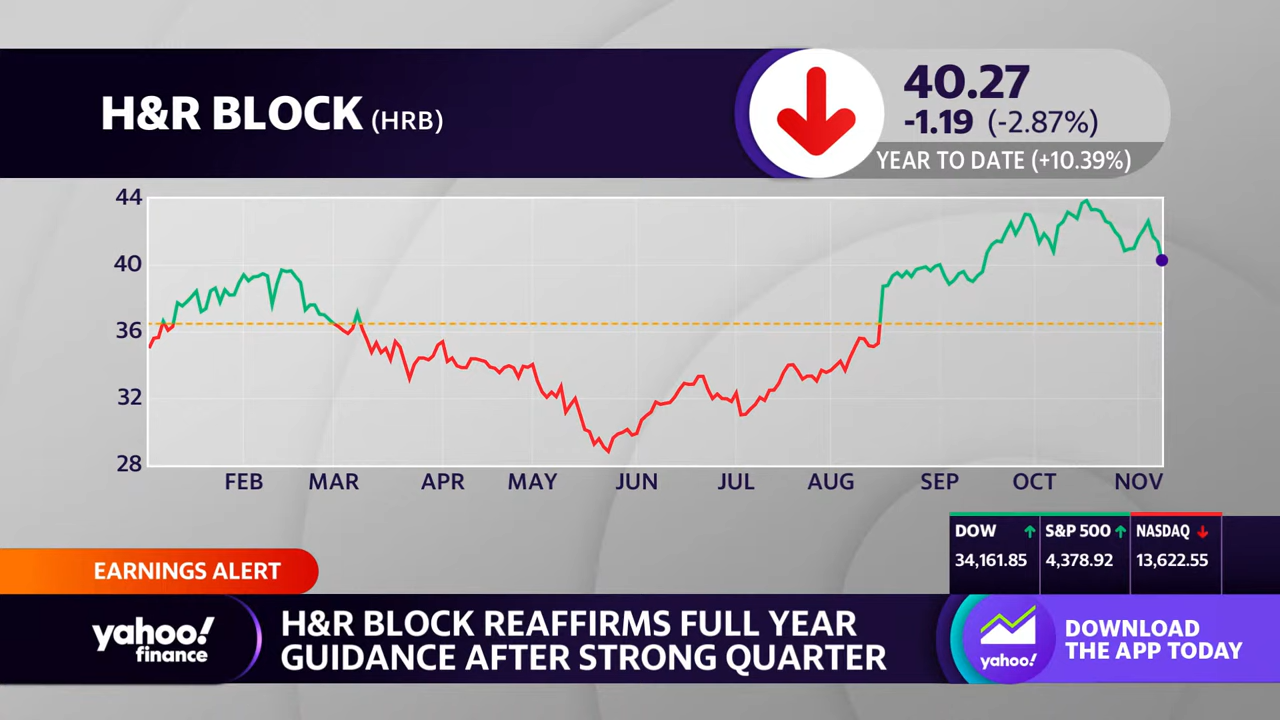 H&R BLOCK (HRB)
40.27
-1.19 (-2.87%)
YEAR TO DATE (+10.39%)
44
40
36
32
28
FEB MAR APR MAY JUN JUL AUG SEP OCT NOV
DOW S&P 500 NASDAQ
34,161.85 4,378.92 13,622.55
EARNINGS ALERT
yahoo!
finance
H&R BLOCK REAFFIRMS FULL YEAR
GUIDANCE AFTER STRONG QUARTER
yahoo!
DOWNLOAD
THE APP TODAY